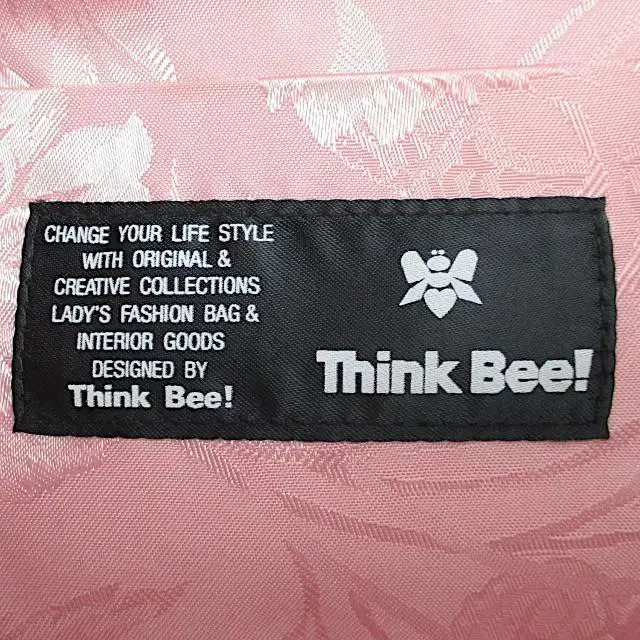 CHANGE YOUR LIFE STYLE
WITH ORIGINAL &
CREATIVE COLLECTIONS
LADY'S FASHION BAG &
INTERIOR GOODS
DESIGNED BY
Think Bee!
Think Bee!